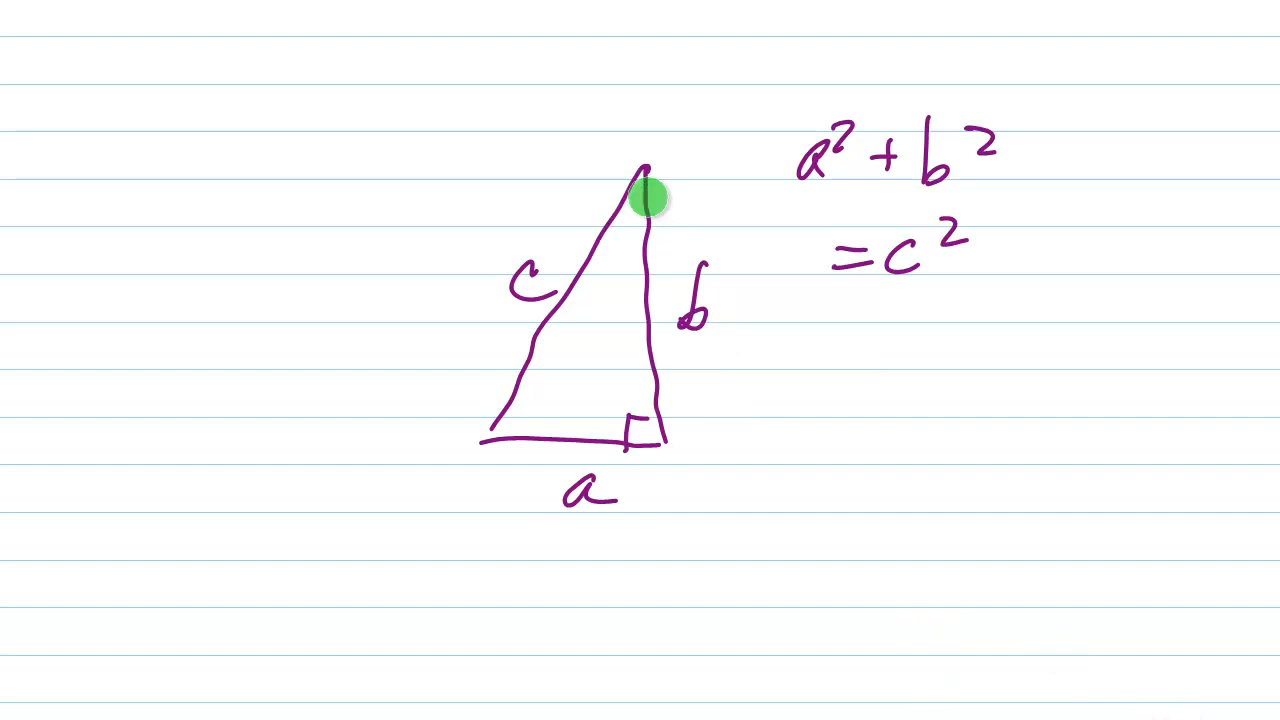 a² + b²
= c²
c
b
a